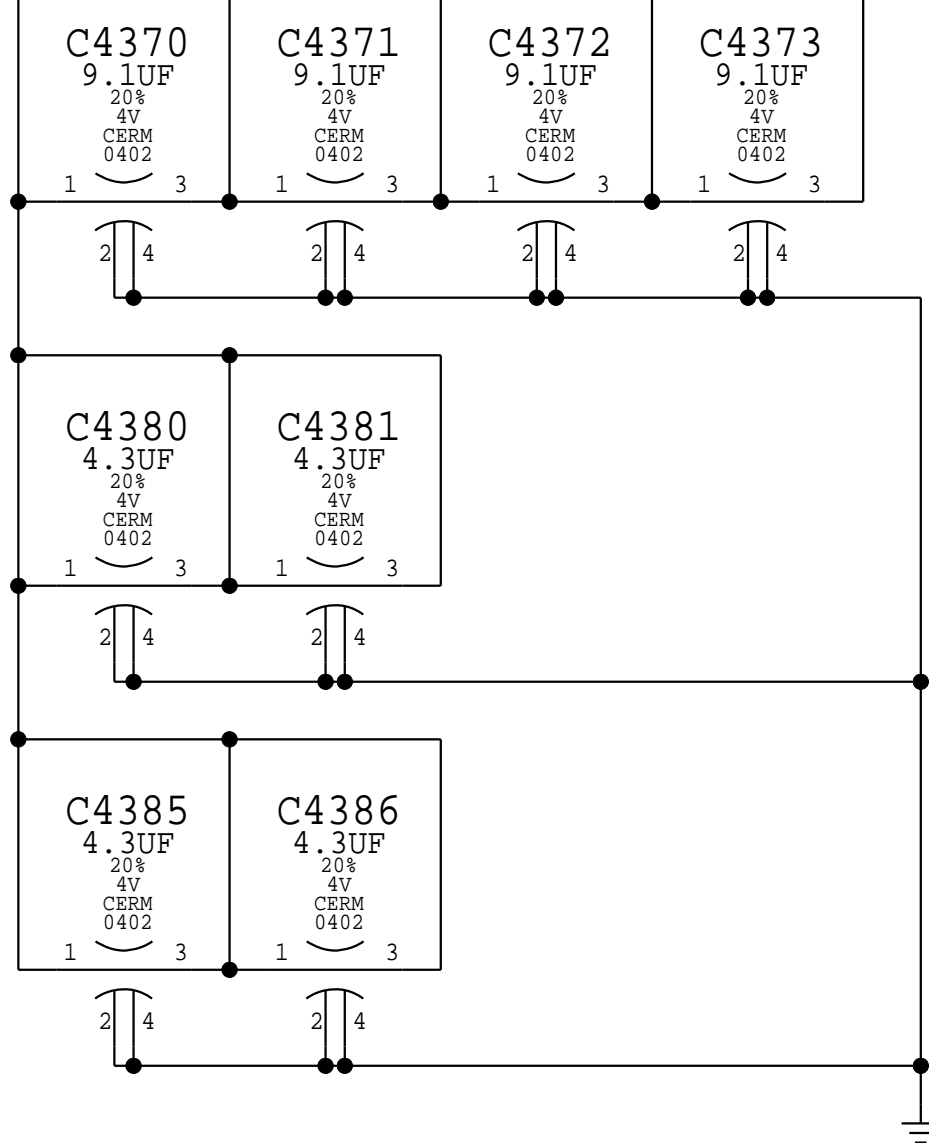 C4370 C4371 C4372 C4373
9.1UF 9.1UF 9.1UF 9.1UF
20% 20% 20% 20%
4V 4V 4V 4V
CERM CERM CERM CERM
0402 0402 0402 0402
1 3 1 3 1 3 1 3
2 4 2 4 2 4 2 4
C4380 C4381
4.3UF 4.3UF
20% 20%
4V 4V
CERM CERM
0402 0402
1 3 1 3
2 4 2 4
C4385 C4386
4.3UF 4.3UF
20% 20%
4V 4V
CERM CERM
0402 0402
1 3 1 3
2 4 2 4